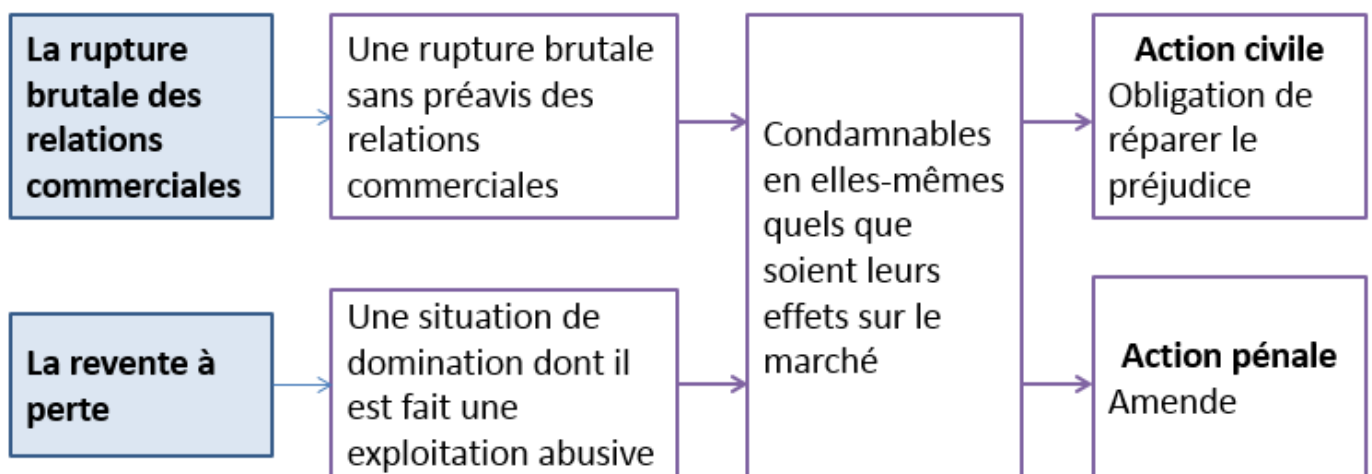 La rupture
brutale des
relations
commerciales
Une rupture brutale
sans préavis des
relations
commerciales
Condamnables
en elles-mêmes
quels que
soient leurs
effets sur le
marché
Action civile
Obligation de
réparer le
préjudice
La revente à
perte
Une situation de
domination dont il
est fait une
exploitation abusive
Action pénale
Amende